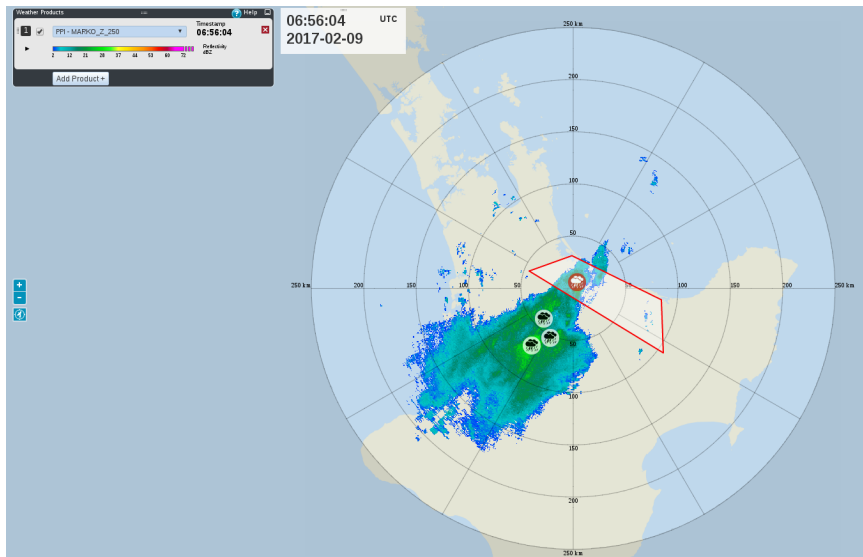 Weather Products
? Help
1
PPI - MARKO_Z_250
Timestamp
06:56:04
2 12 21 28 37 44 53 60 72
Reflectivity
dBZ
Add Product +
06:56:04 UTC
2017-02-09
250 km
200
150
100
50
250 km 200 150 100 50 50 100 150 200 250 km
50
100
150
200
250 km
+
−